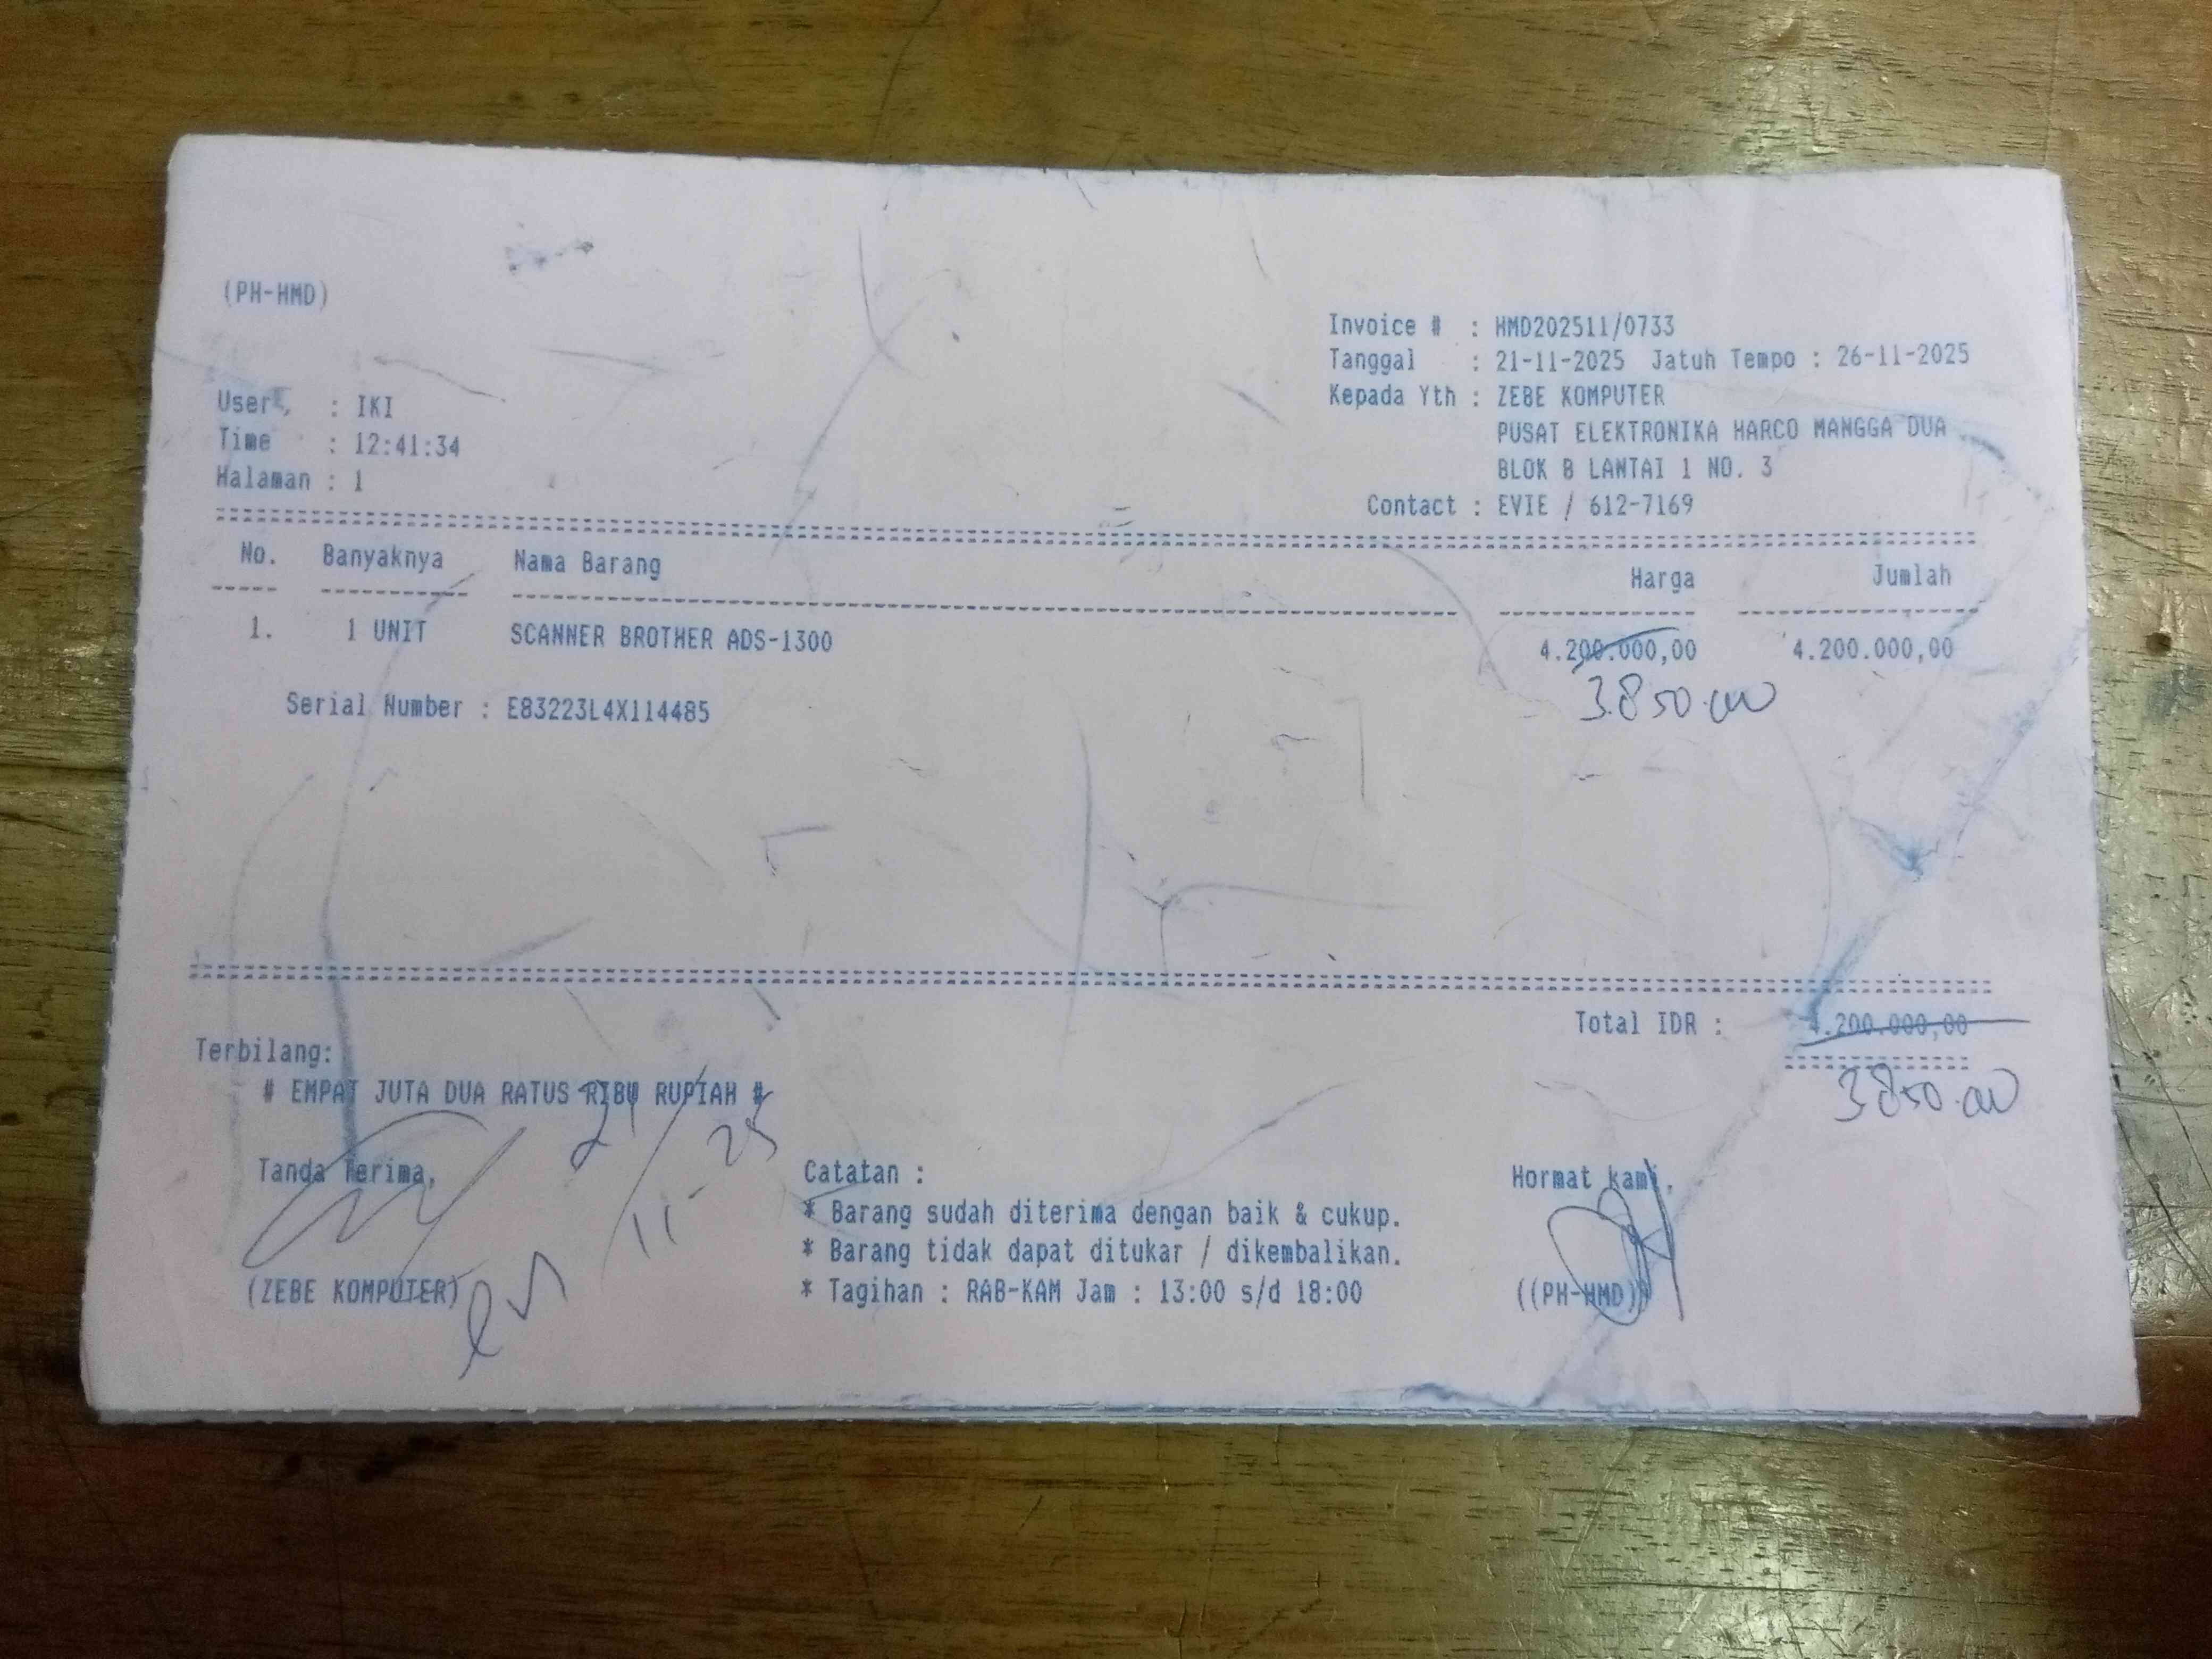 (PH-HMD)
Invoice # : HMD202511/0733
Tanggal : 21-11-2025 Jatuh Tempo : 26-11-2025
Kepada Yth : ZEBE KOMPUTER
PUSAT ELEKTRONIKA HARCO MANGGA DUA
BLOK B LANTAI 1 NO. 3
Contact : EVIE / 612-7169
User : IKI
Time : 12:41:34
Halaman : 1
No. Banyaknya Nama Barang Harga Jumlah
1. 1 UNIT SCANNER BROTHER ADS-1300 4.200.000,00 4.200.000,00
3.850.000
Serial Number : E83223L4X114485
Total IDR : 4.200.000,00
3.850.000
Terbilang:
# EMPAT JUTA DUA RATUS RIBU RUPIAH #
21/11-25
Tanda Terima,
(ZEBE KOMPUTER)
Catatan :
* Barang sudah diterima dengan baik & cukup.
* Barang tidak dapat ditukar / dikembalikan.
* Tagihan : RAB-KAM Jam : 13:00 s/d 18:00
Hormat kami,
((PH-HMD))